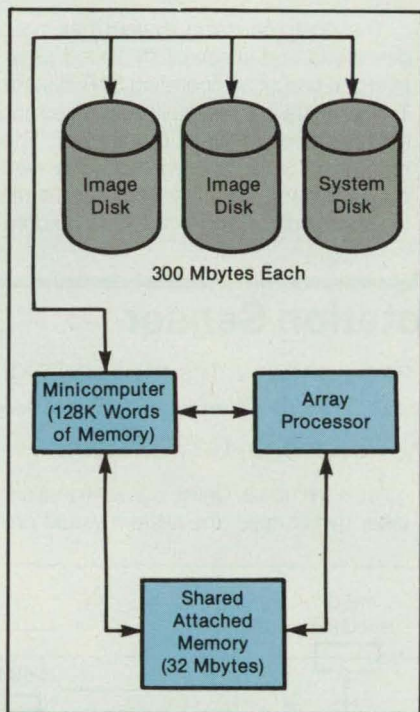 Image
Disk
Image
Disk
System
Disk
300 Mbytes Each
Minicomputer
(128K Words
of Memory)
Array
Processor
Shared
Attached
Memory
(32 Mbytes)